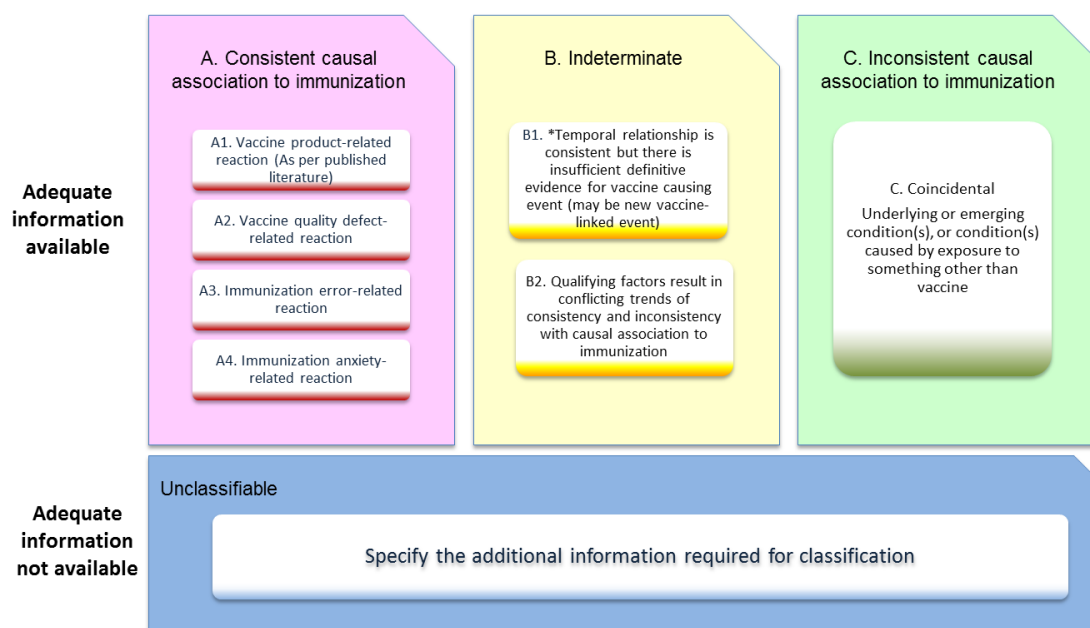 A. Consistent causal
association to immunization
A1. Vaccine product-related
reaction (As per published
literature)
A2. Vaccine quality defect-
related reaction
A3. Immunization error-related
reaction
A4. Immunization anxiety-
related reaction
B. Indeterminate
B1. *Temporal relationship is
consistent but there is
insufficient definitive
evidence for vaccine causing
event (may be new vaccine-
linked event)
B2. Qualifying factors result in
conflicting trends of
consistency and inconsistency
with causal association to
immunization
C. Inconsistent causal
association to immunization
C. Coincidental
Underlying or emerging
condition(s), or condition(s)
caused by exposure to
something other than
vaccine
Adequate
information
available
Adequate
information
not available
Unclassifiable
Specify the additional information required for classification